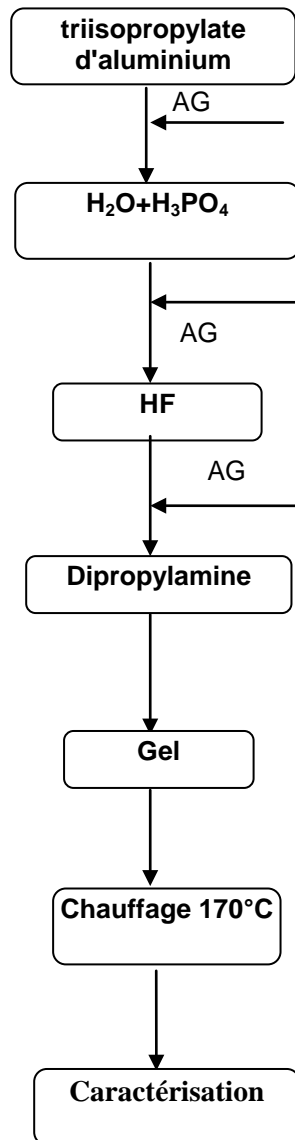 triisopropylate
d'aluminium
AG
H₂O+H₃PO₄
AG
HF
AG
Dipropylamine
Gel
Chauffage 170°C
Caractérisation